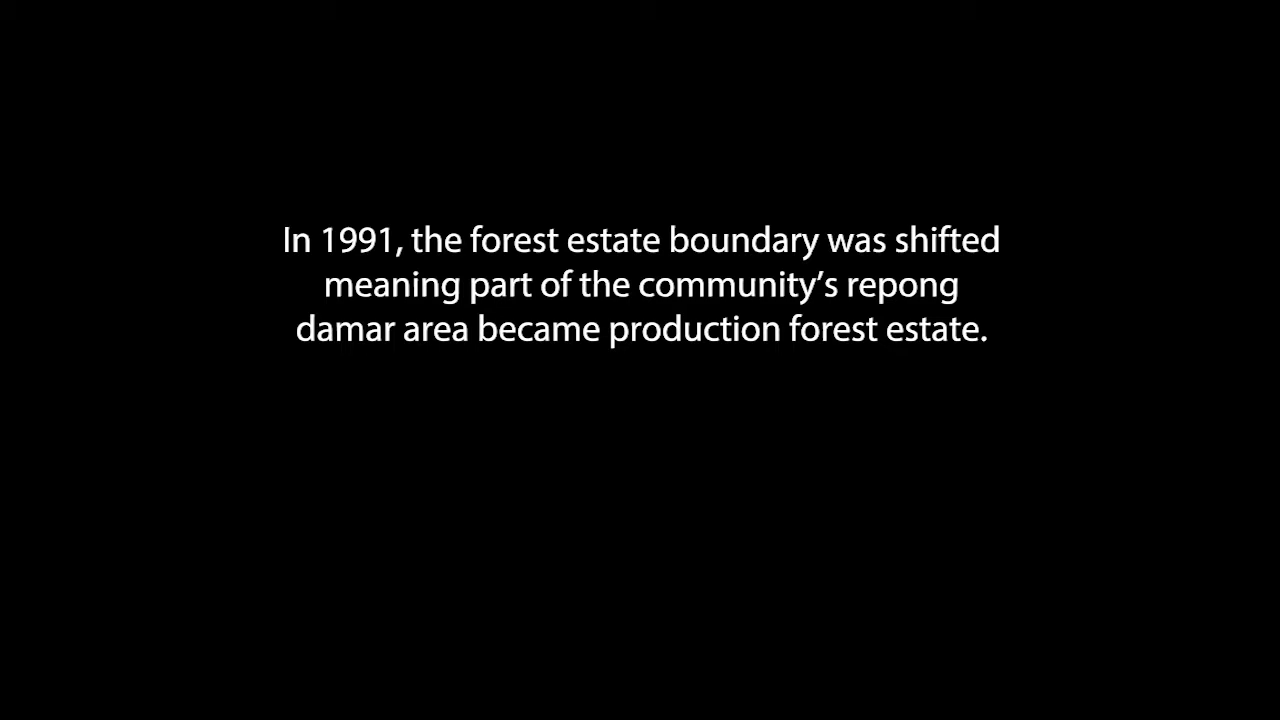 In 1991, the forest estate boundary was shifted
meaning part of the community’s repong
damar area became production forest estate.